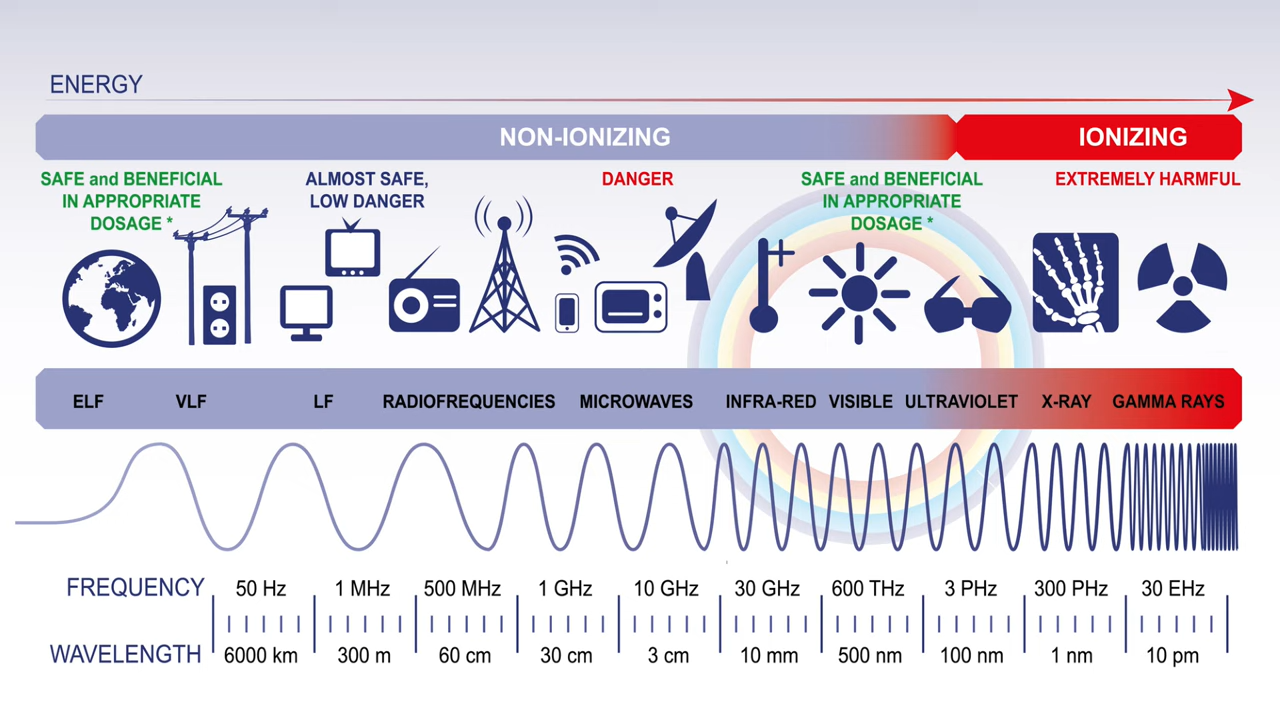 ENERGY
NON-IONIZING
IONIZING
SAFE and BENEFICIAL
IN APPROPRIATE
DOSAGE *
ALMOST SAFE,
LOW DANGER
DANGER
SAFE and BENEFICIAL
IN APPROPRIATE
DOSAGE *
EXTREMELY HARMFUL
ELF VLF LF RADIOFREQUENCIES MICROWAVES INFRA-RED VISIBLE ULTRAVIOLET X-RAY GAMMA RAYS
FREQUENCY 50 Hz 1 MHz 500 MHz 1 GHz 10 GHz 30 GHz 600 THz 3 PHz 300 PHz 30 EHz
WAVELENGTH 6000 km 300 m 60 cm 30 cm 3 cm 10 mm 500 nm 100 nm 1 nm 10 pm